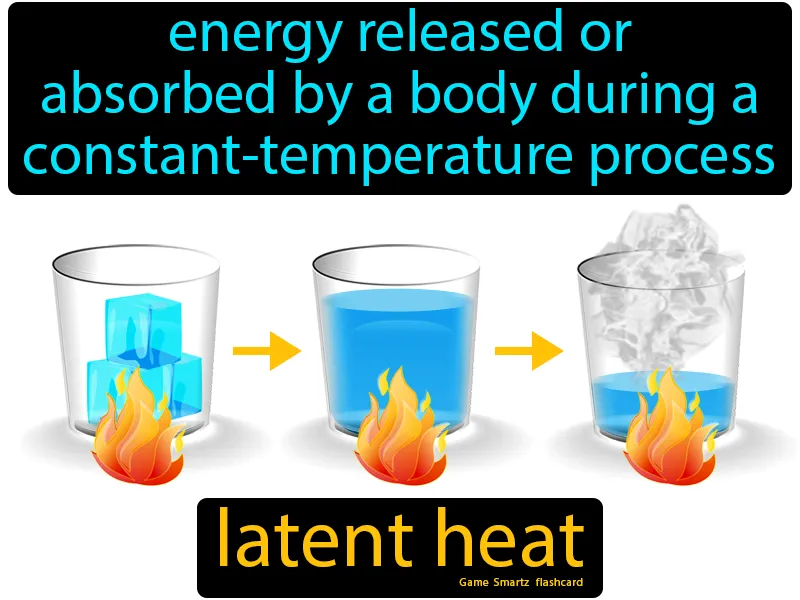 energy released or
absorbed by a body during a
constant-temperature process
latent heat
Game Smartz flashcard